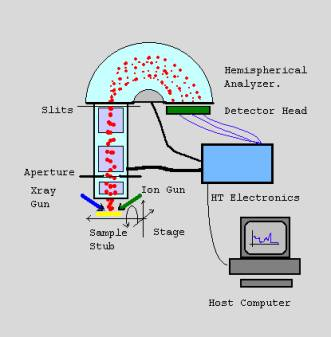 Hemispherical
Analyzer.
Slits
Detector Head
Aperture
Xray
Gun
Ion Gun
HT Electronics
Sample
Stub
Stage
Host Computer